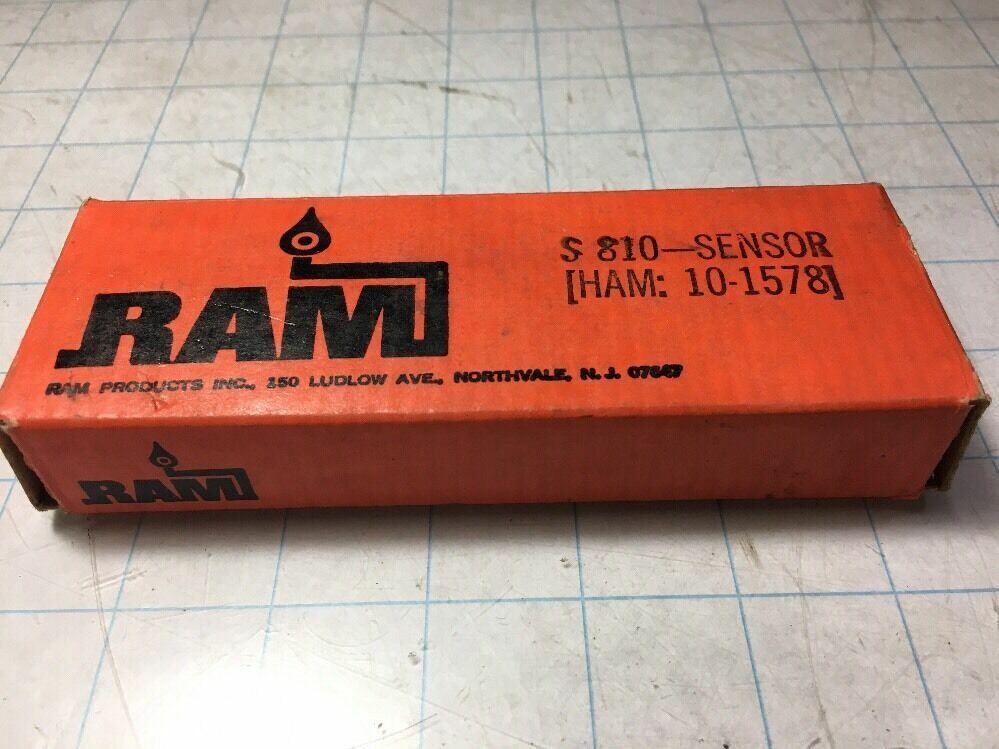 RAM
S 810—SENSOR
[HAM: 10-1578]
RAM PRODUCTS INC., 150 LUDLOW AVE., NORTHVALE, N.J. 07647
RAM